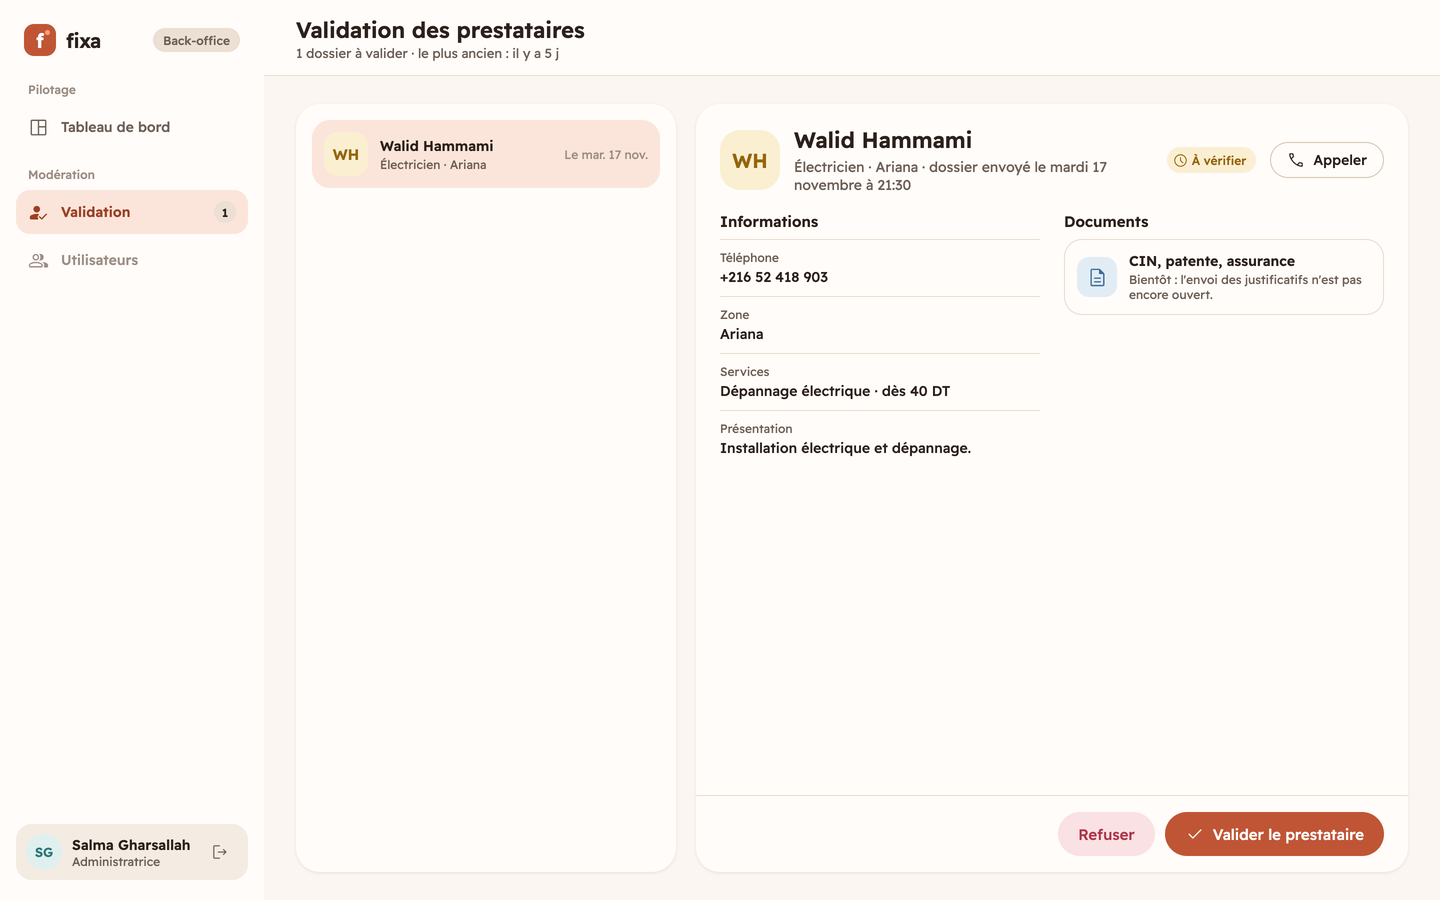 f fixa
Back-office
Pilotage
Tableau de bord
Modération
Validation 1
Utilisateurs
SG
Salma Gharsallah
Administratrice
Validation des prestataires
1 dossier à valider · le plus ancien : il y a 5 j
WH
Walid Hammami
Électricien · Ariana
Le mar. 17 nov.
WH
Walid Hammami
Électricien · Ariana · dossier envoyé le mardi 17
novembre à 21:30
À vérifier
Appeler
Informations
Téléphone
+216 52 418 903
Zone
Ariana
Services
Dépannage électrique · dès 40 DT
Présentation
Installation électrique et dépannage.
Documents
CIN, patente, assurance
Bientôt : l'envoi des justificatifs n'est pas
encore ouvert.
Refuser
Valider le prestataire